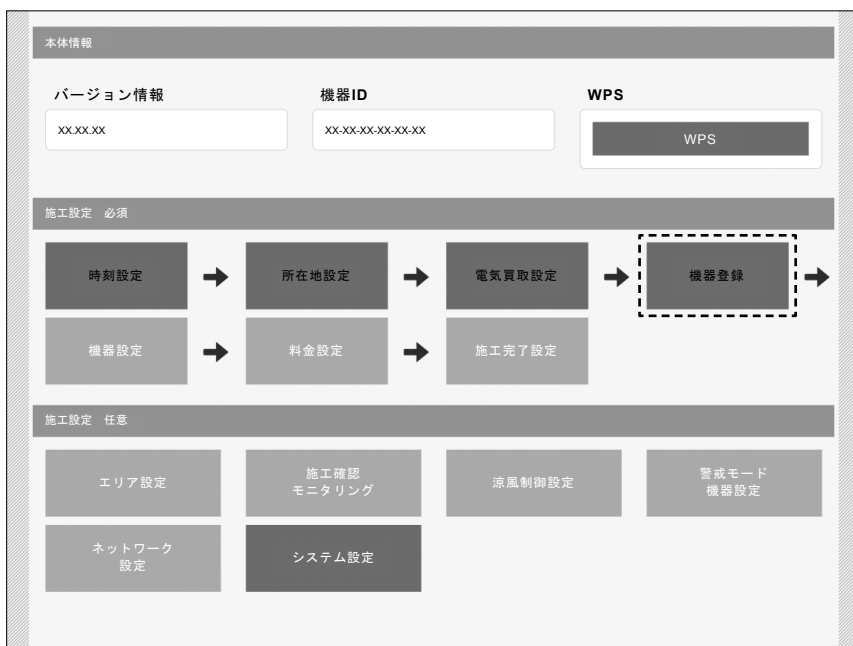 本体情報
バージョン情報
機器ID
WPS
XX.XX.XX
XX-XX-XX-XX-XX-XX
WPS
施工設定　必須
時刻設定
所在地設定
電気買取設定
機器登録
機器設定
料金設定
施工完了設定
施工設定　任意
エリア設定
施工確認
モニタリング
涼風制御設定
警戒モード
機器設定
ネットワーク
設定
システム設定